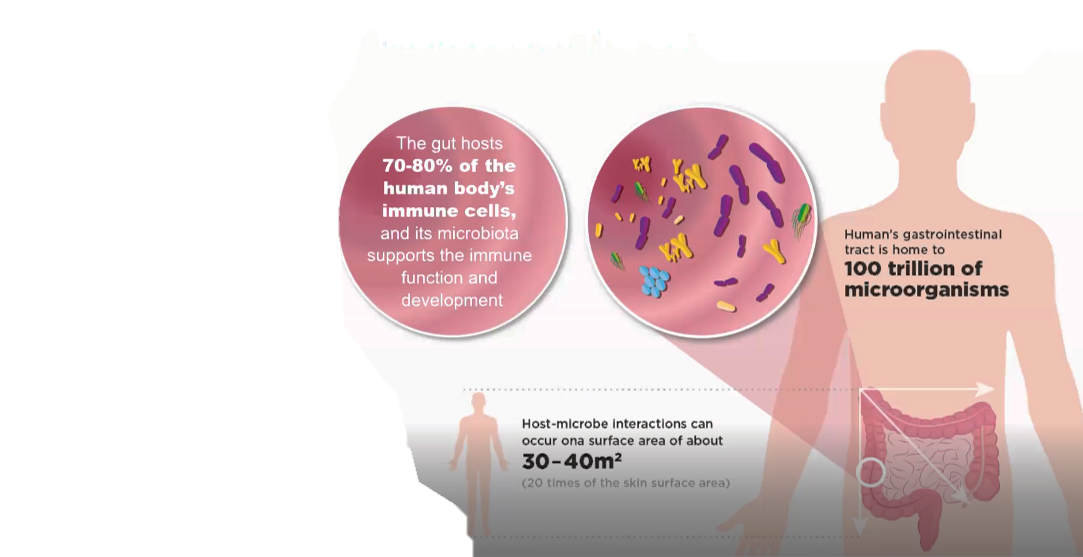 The gut hosts
70-80% of the
human body's
immune cells,
and its microbiota
supports the immune
function and
development
Human's gastrointestinal
tract is home to
100 trillion of
microorganisms
Host-microbe interactions can
occur ona surface area of about
30–40m²
(20 times of the skin surface area)